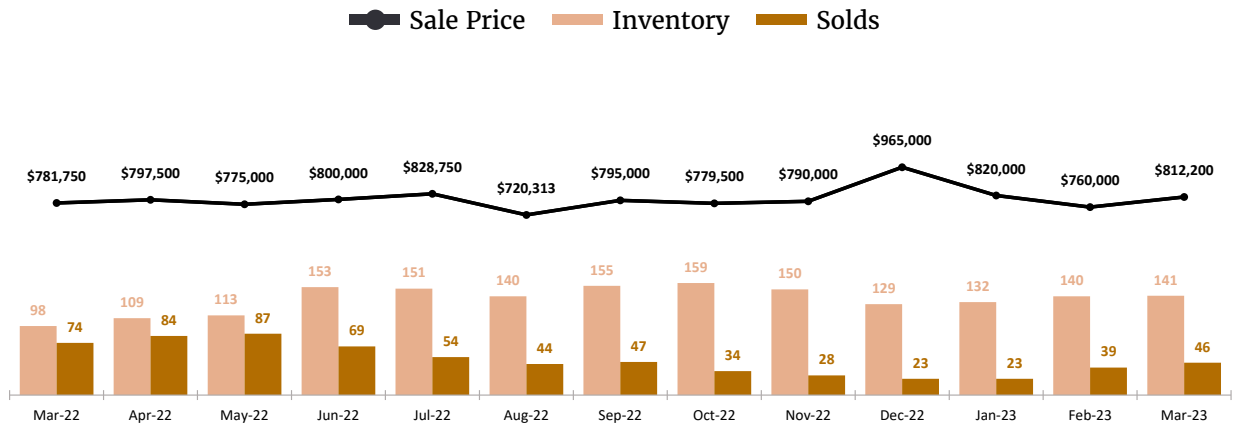 Sale Price Inventory Solds
$781,750 $797,500 $775,000 $800,000 $828,750 $720,313 $795,000 $779,500 $790,000 $965,000 $820,000 $760,000 $812,200
98 74 109 84 113 87 153 69 151 54 140 44 155 47 159 34 150 28 129 23 132 23 140 39 141 46
Mar-22 Apr-22 May-22 Jun-22 Jul-22 Aug-22 Sep-22 Oct-22 Nov-22 Dec-22 Jan-23 Feb-23 Mar-23